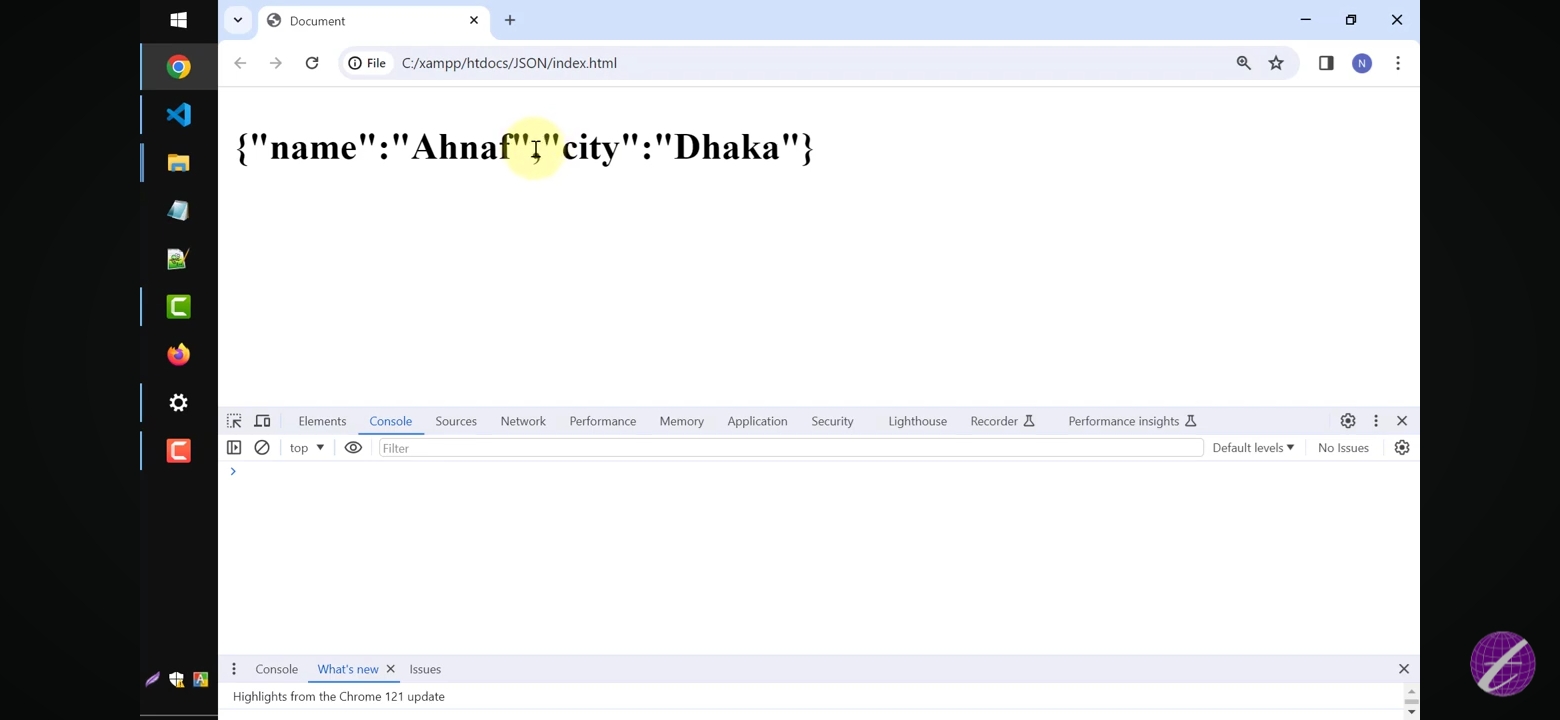 Document
File
C:/xampp/htdocs/JSON/index.html
N
{"name":"Ahnaf","city":"Dhaka"}
Elements Console Sources Network Performance Memory Application Security Lighthouse Recorder Performance insights
top Filter Default levels No Issues
Console What's new Issues
Highlights from the Chrome 121 update